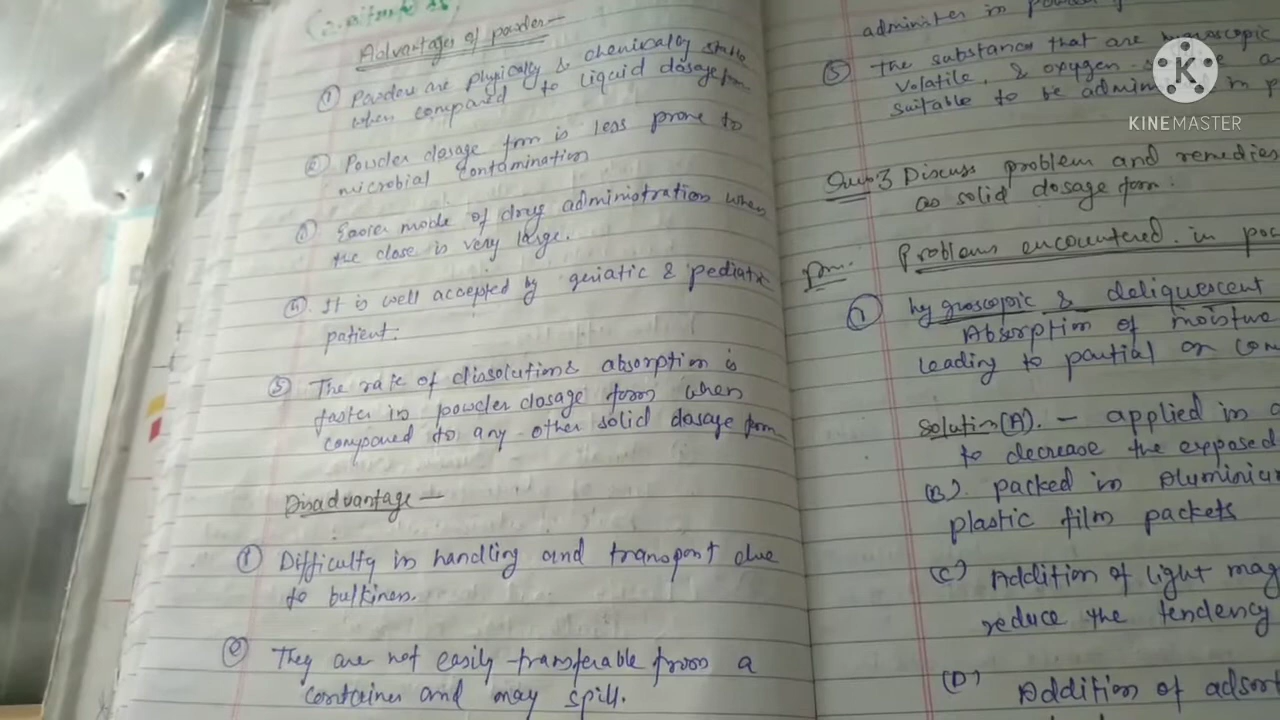 Advantages of powder—
① Powders are physically & chemically stable
when compared to liquid dosage form
② Powder dosage form is less prone to
microbial contamination
③ Easier mode of drug administration when
the dose is very large.
④. It is well accepted by geriatic & pediatric
patient.
⑤ The rate of dissolution & absorption is
faster in powder dosage form when
compared to any other solid dosage form
Disadvantage—
① Difficulty in handling and transport due
to bulkiness.
② They are not easily transferable from a
container and may spill.
administer in
⑤ The substances that are
volatile, & oxygen
suitable to be
Ques 3 Discuss problem and remedies
as solid dosage form.
Problems encountered in
① hygroscopic & deliquescent
Absorption of moisture
leading to partial or
Solution (A). – applied in
to decrease the exposed
(B). packed in
plastic film packets
(C) Addition of light
reduce the tendency
(D) Addition of
KINEMASTER